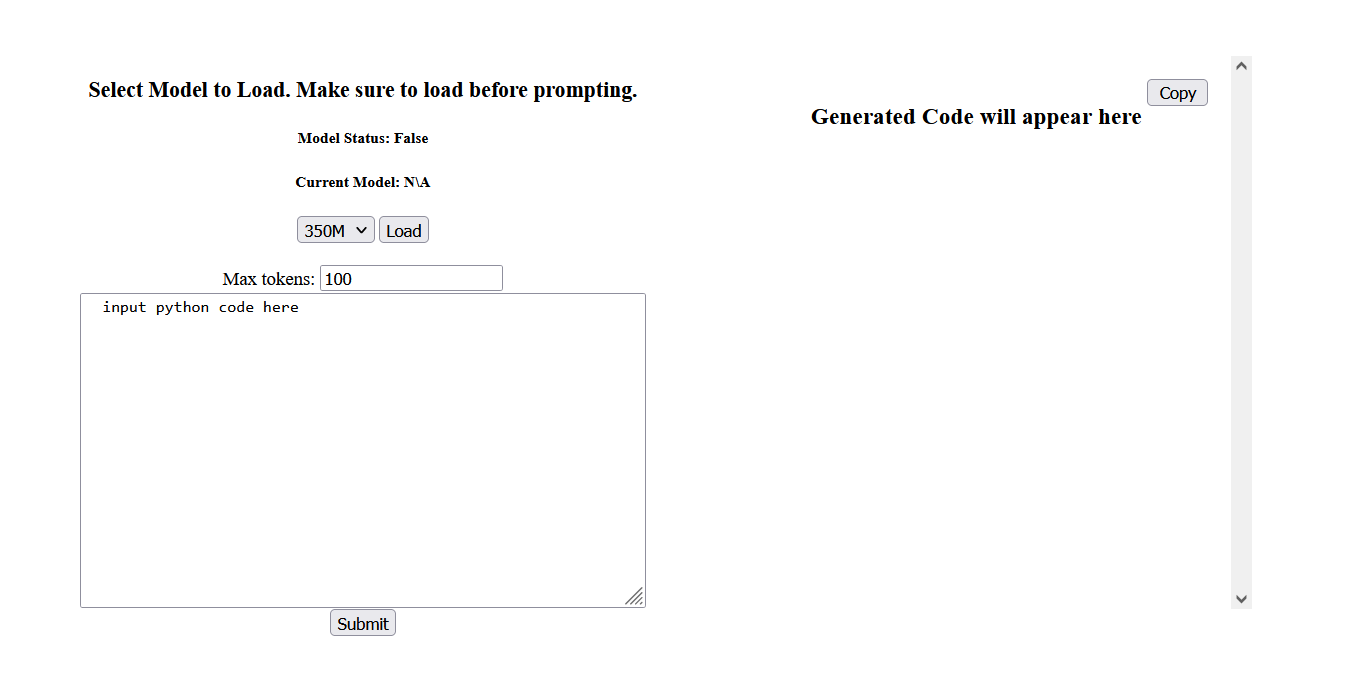 Select Model to Load. Make sure to load before prompting.
Model Status: False
Current Model: N\A
350M Load
Max tokens: 100
input python code here
Submit
Copy
Generated Code will appear here